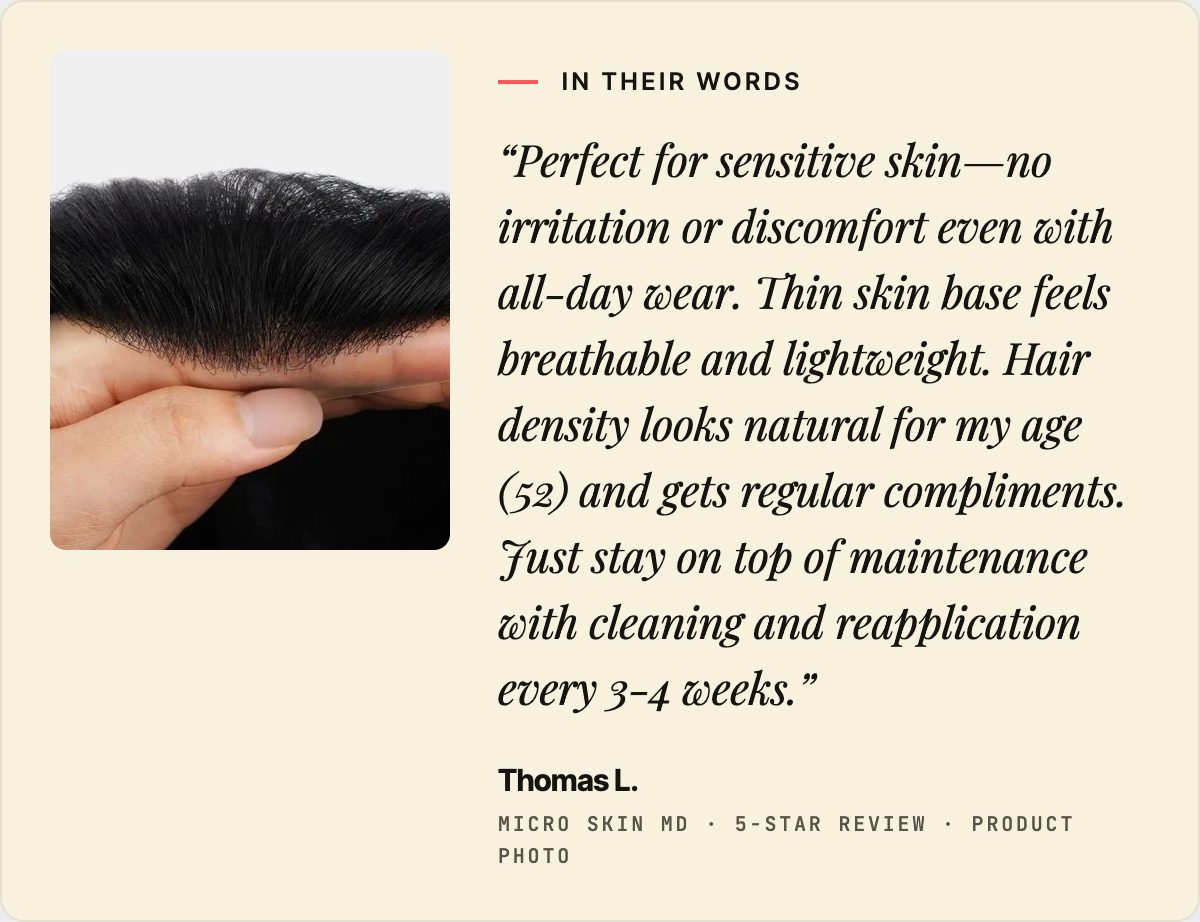 IN THEIR WORDS
“Perfect for sensitive skin—no
irritation or discomfort even with
all-day wear. Thin skin base feels
breathable and lightweight. Hair
density looks natural for my age
(52) and gets regular compliments.
Just stay on top of maintenance
with cleaning and reapplication
every 3–4 weeks.”
Thomas L.
MICRO SKIN MD · 5-STAR REVIEW · PRODUCT
PHOTO